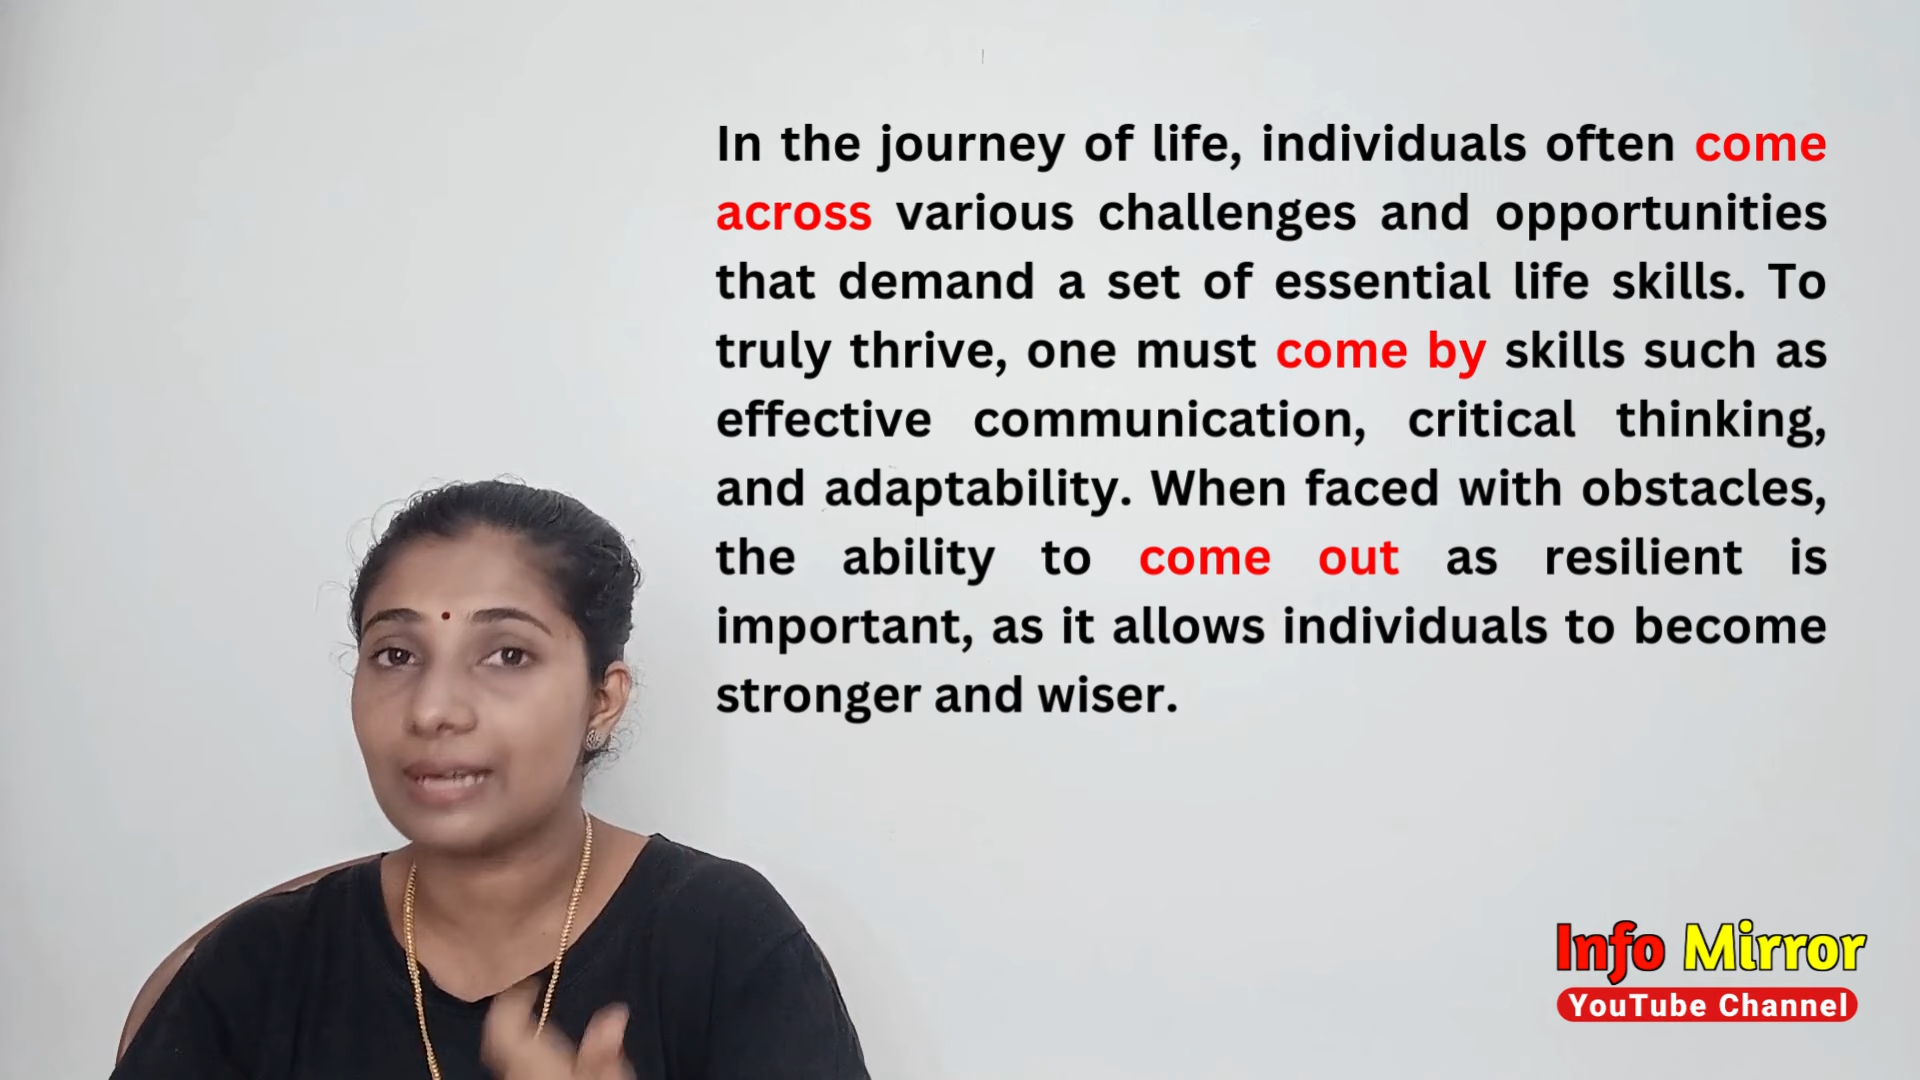 In the journey of life, individuals often come
across various challenges and opportunities
that demand a set of essential life skills. To
truly thrive, one must come by skills such as
effective communication, critical thinking,
and adaptability. When faced with obstacles,
the ability to come out as resilient is
important, as it allows individuals to become
stronger and wiser.
Info Mirror
YouTube Channel